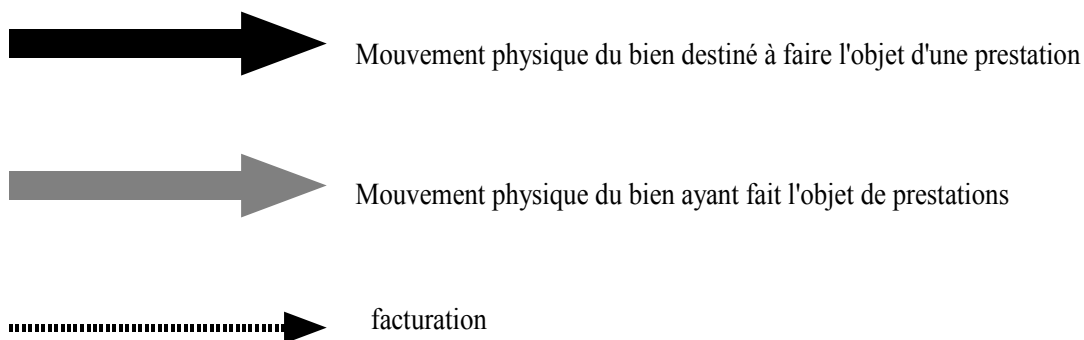 Mouvement physique du bien destiné à faire l'objet d'une prestation
Mouvement physique du bien ayant fait l'objet de prestations
facturation